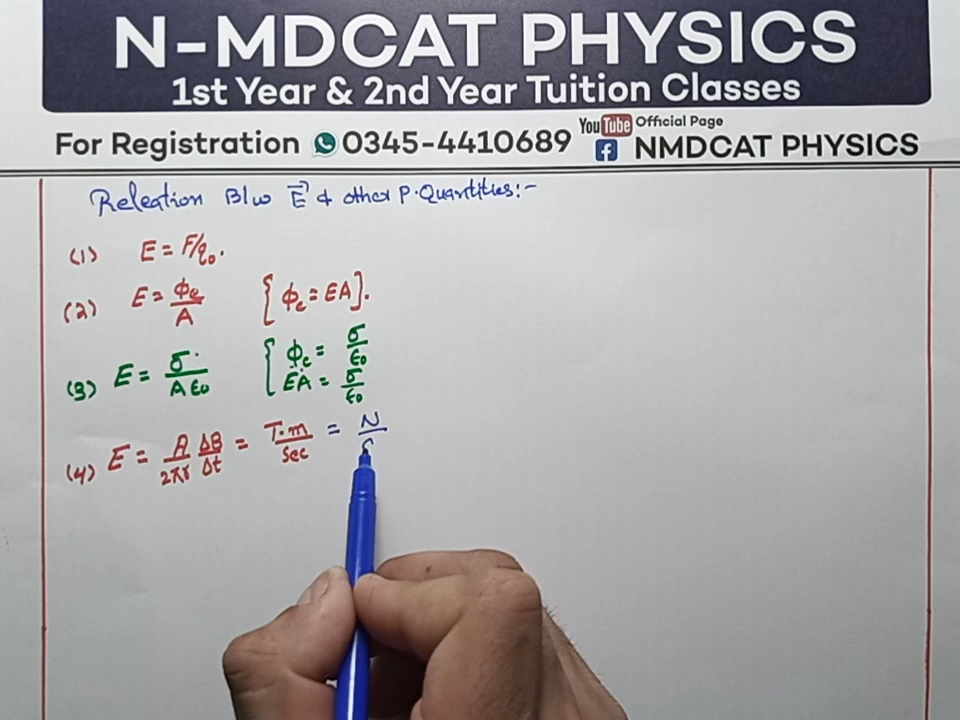 N-MDCAT PHYSICS
1st Year & 2nd Year Tuition Classes
For Registration 0345-4410689 YouTube Official Page
NMDCAT PHYSICS
Releation B/w E⃗ & other P.Quantities:-
(1) E = F/q₀.
(2) E = ϕe/A {ϕe = EA}.
(3) E = σ/Aε₀ {ϕe = σ/ε₀
EA = σ/ε₀
(4) E = A/2πr ΔB/Δt = T.m/Sec = N/C